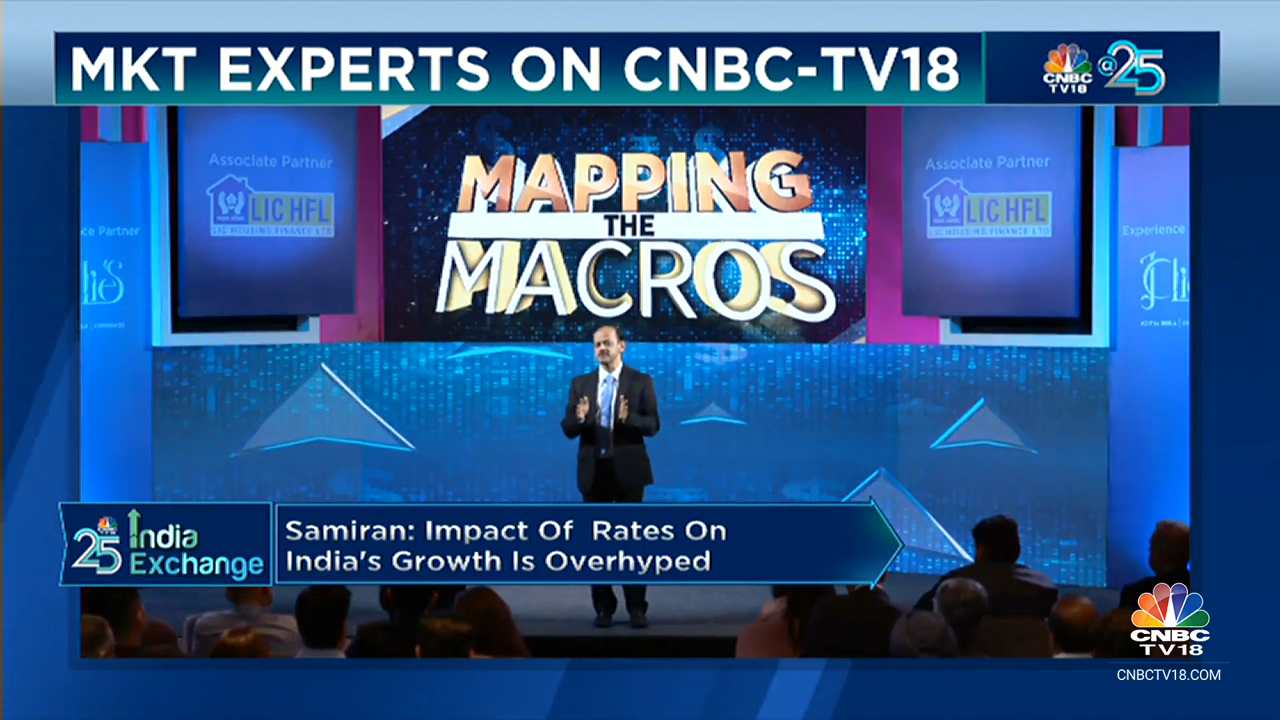 MKT EXPERTS ON CNBC-TV18
CNBC
TV18
@25
Associate Partner
LIC HFL
LIC HOUSING FINANCE LTD
MAPPING
THE
MACROS
Associate Partner
LIC HFL
LIC HOUSING FINANCE LTD
ce Partner
Experience
25 India
Exchange
Samiran: Impact Of Rates On
India's Growth Is Overhyped
CNBC
TV18
CNBCTV18.COM